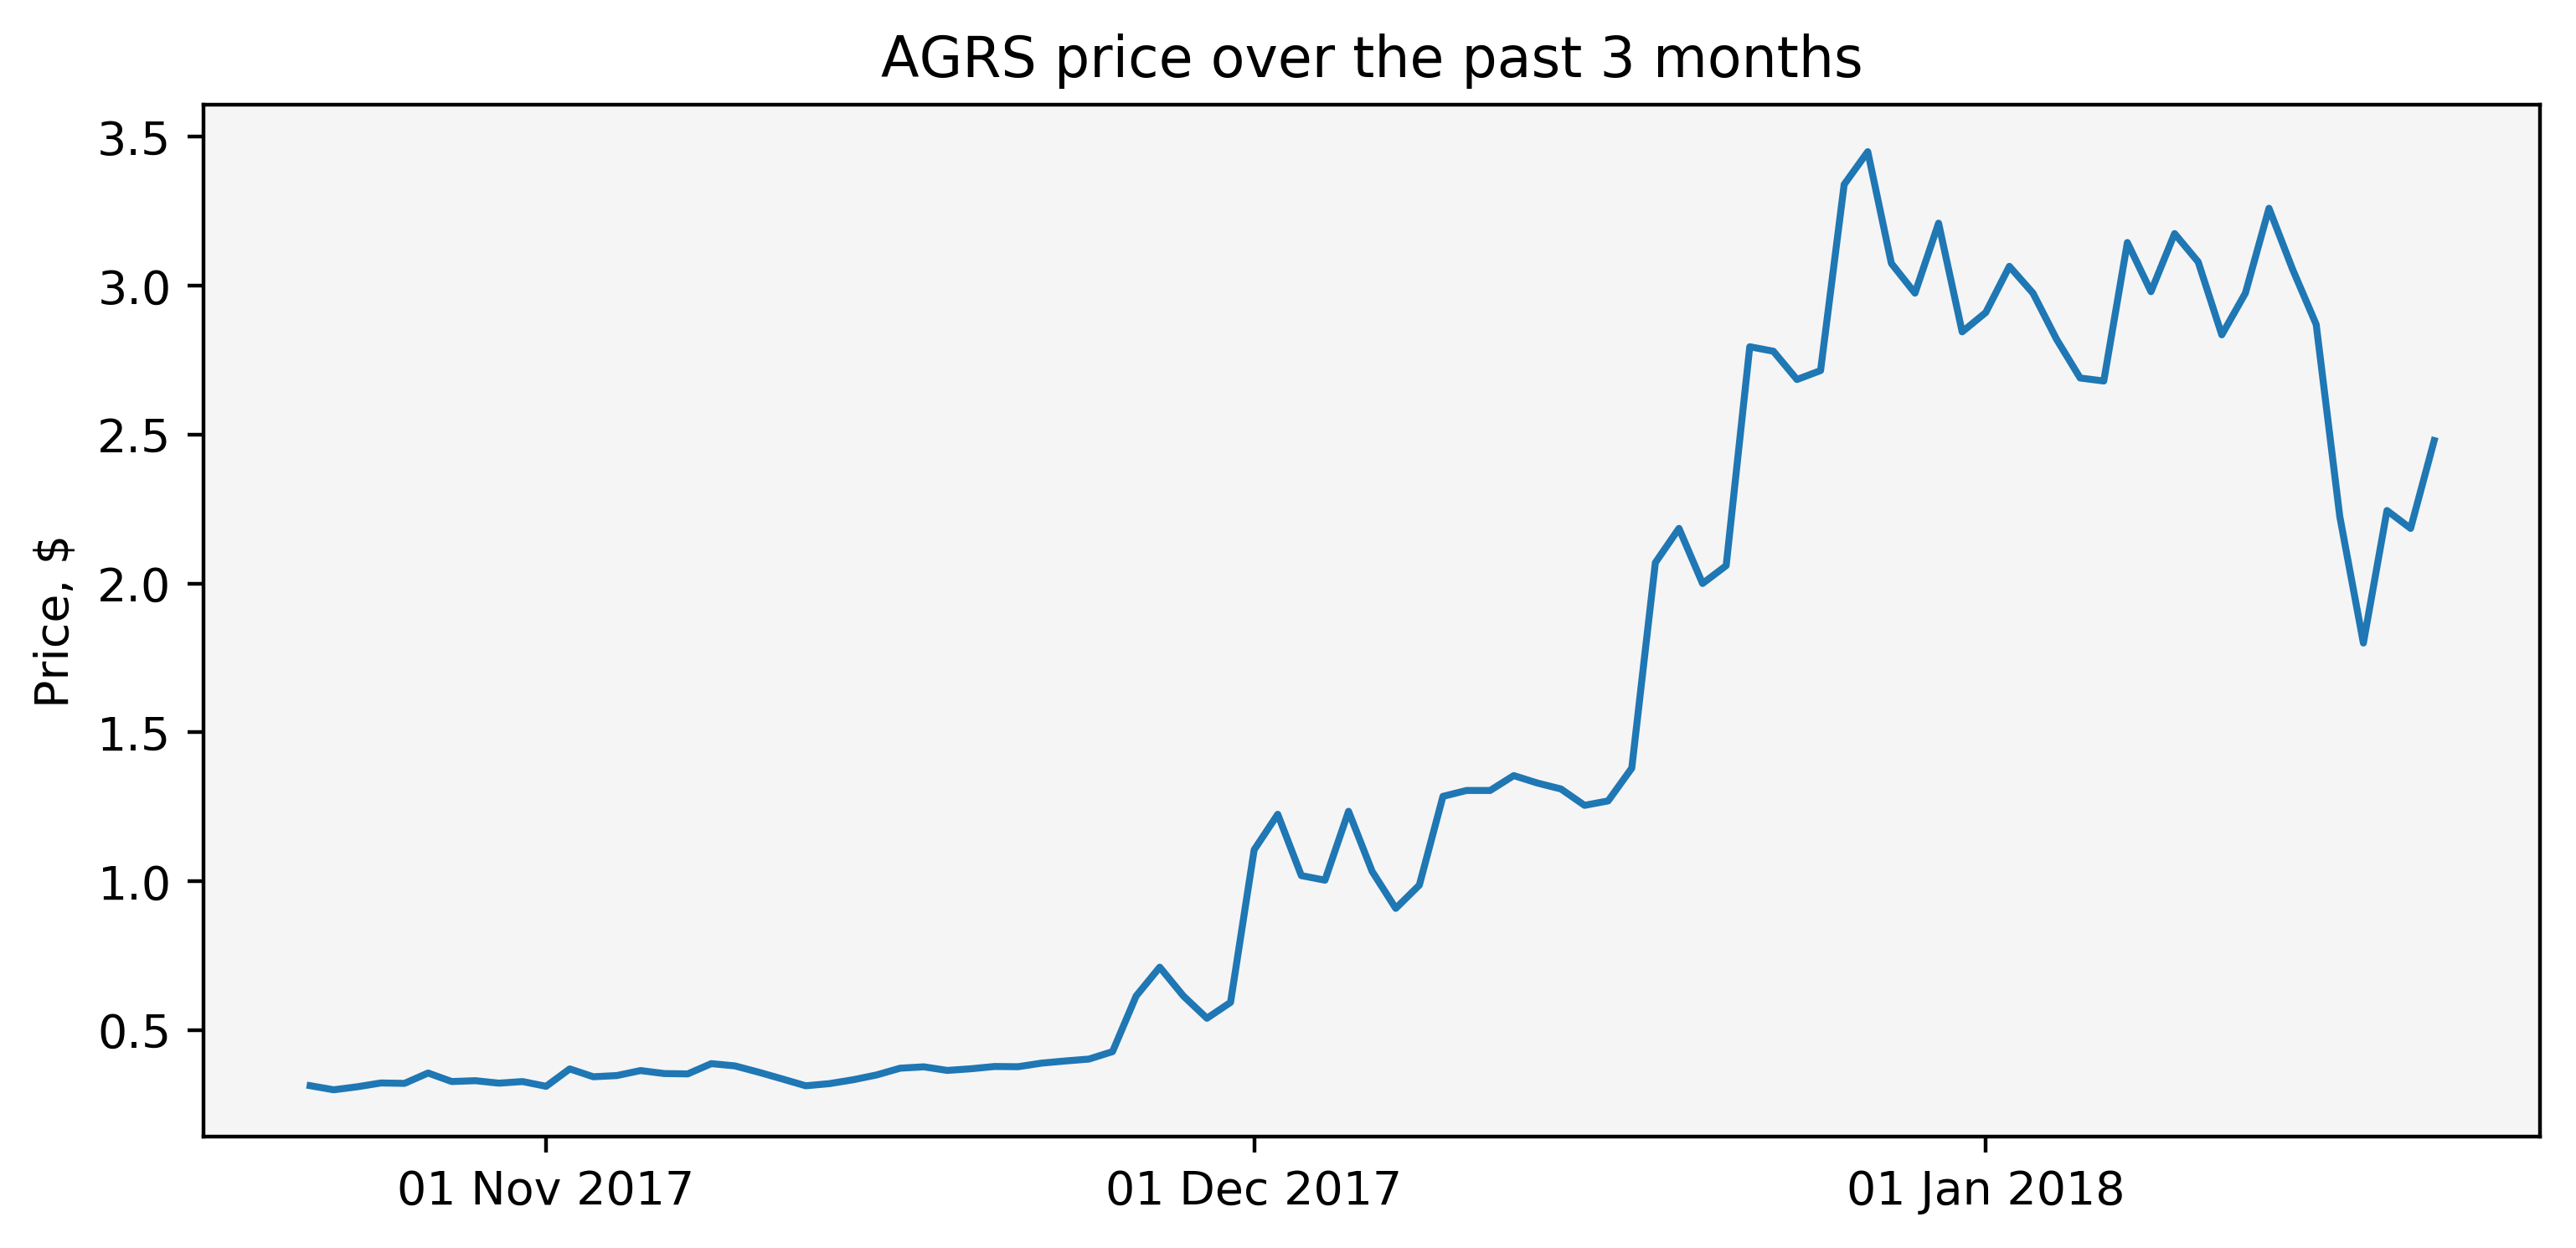 AGRS price over the past 3 months
Price, $
3.5
3.0
2.5
2.0
1.5
1.0
0.5
01 Nov 2017
01 Dec 2017
01 Jan 2018